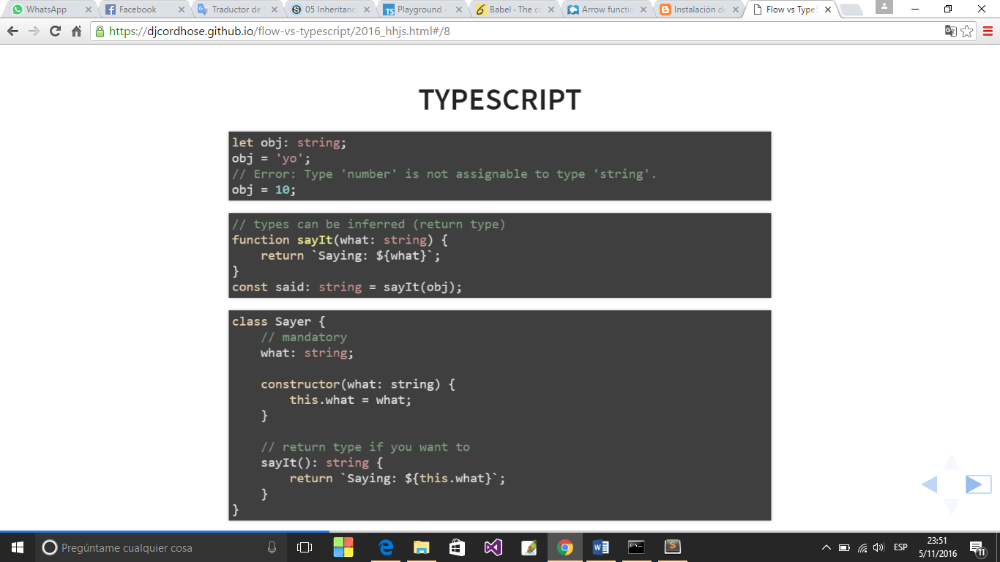 WhatsApp
Facebook
Traductor de
05 Inheritanc
Playground ·
Babel · The co
Arrow functio
Instalación de
Flow vs TypeS
https://djcordhose.github.io/flow-vs-typescript/2016_hhjs.html#/8
TYPESCRIPT
let obj: string;
obj = 'yo';
// Error: Type 'number' is not assignable to type 'string'.
obj = 10;
// types can be inferred (return type)
function sayIt(what: string) {
    return `Saying: ${what}`;
}
const said: string = sayIt(obj);
class Sayer {
    // mandatory
    what: string;
    constructor(what: string) {
        this.what = what;
    }
    // return type if you want to
    sayIt(): string {
        return `Saying: ${this.what}`;
    }
}
Pregúntame cualquier cosa
ESP
23:51
5/11/2016
11